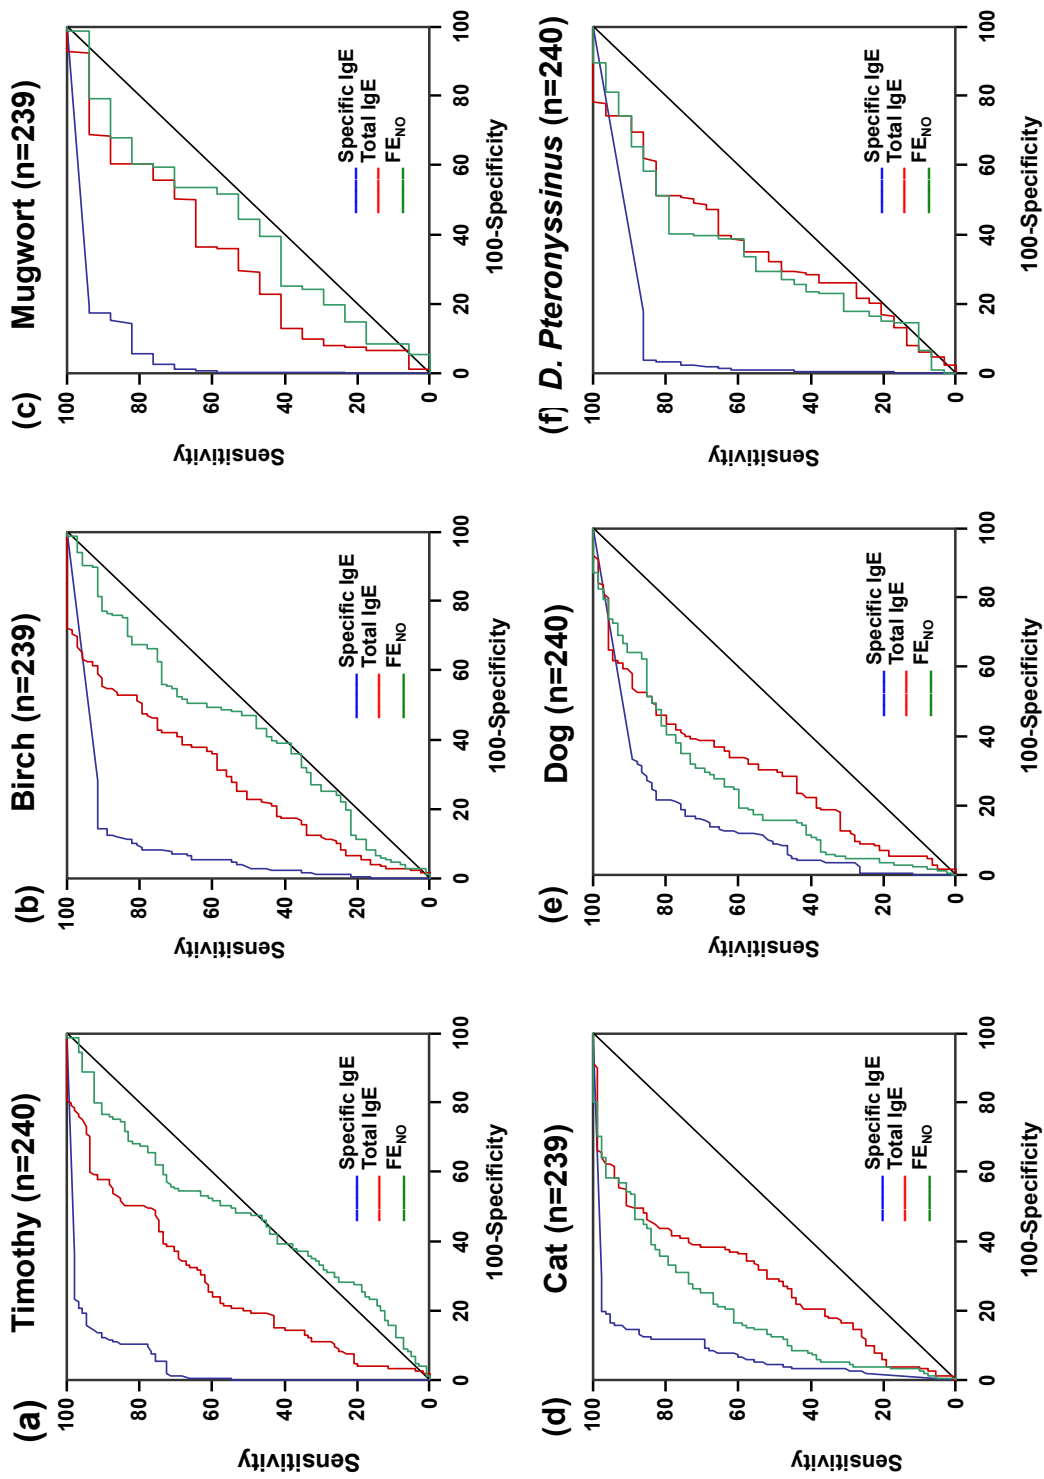 (a) Timothy (n=240)
Sensitivity
100
80
60
40
20
0
Specific IgE
Total IgE
FENO
0 20 40 60 80 100
100-Specificity
(b) Birch (n=239)
Sensitivity
100
80
60
40
20
0
Specific IgE
Total IgE
FENO
0 20 40 60 80 100
100-Specificity
(c) Mugwort (n=239)
Sensitivity
100
80
60
40
20
0
Specific IgE
Total IgE
FENO
0 20 40 60 80 100
100-Specificity
(d) Cat (n=239)
Sensitivity
100
80
60
40
20
0
Specific IgE
Total IgE
FENO
0 20 40 60 80 100
100-Specificity
(e) Dog (n=240)
Sensitivity
100
80
60
40
20
0
Specific IgE
Total IgE
FENO
0 20 40 60 80 100
100-Specificity
(f) D. Pteronyssinus (n=240)
Sensitivity
100
80
60
40
20
0
Specific IgE
Total IgE
FENO
0 20 40 60 80 100
100-Specificity